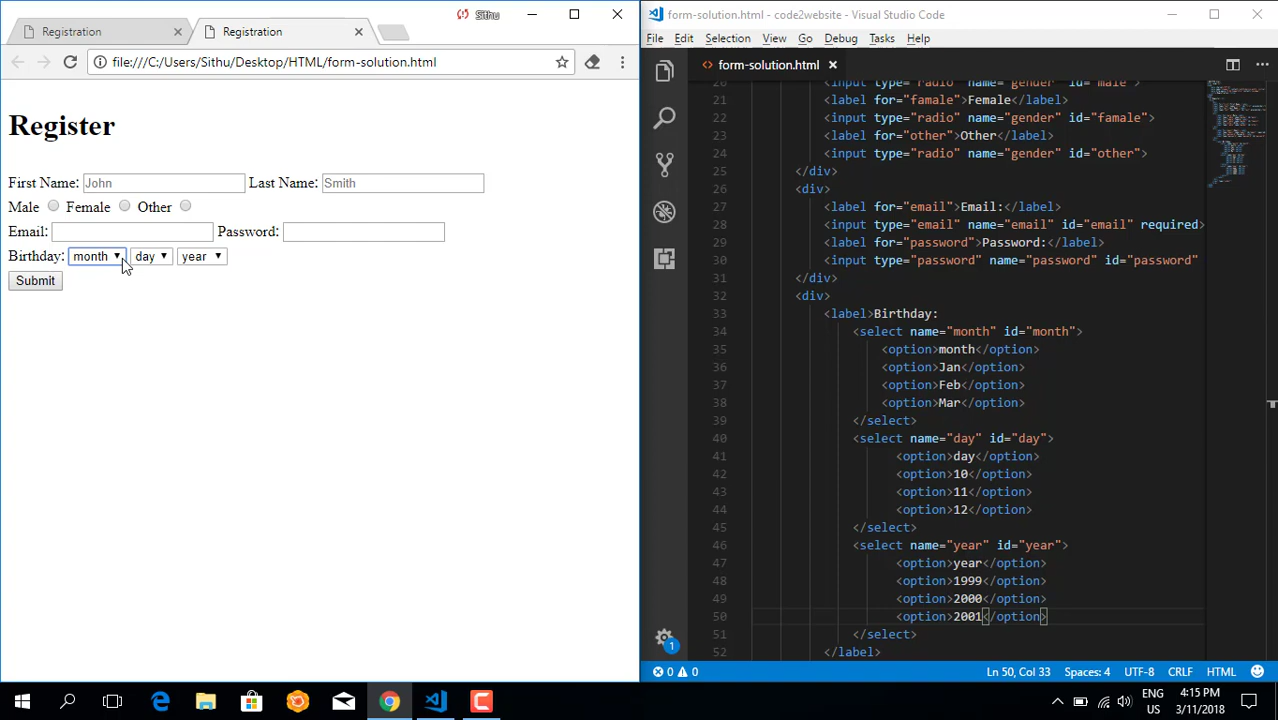 Registration
Registration
Sithu
file:///C:/Users/Sithu/Desktop/HTML/form-solution.html
Register
First Name: John Last Name: Smith
Male Female Other
Email: Password:
Birthday: month day year
Submit
form-solution.html - code2website - Visual Studio Code
File Edit Selection View Go Debug Tasks Help
form-solution.html
20 <input type="radio" name="gender" id="male">
21 <label for="famale">Female</label>
22 <input type="radio" name="gender" id="famale">
23 <label for="other">Other</label>
24 <input type="radio" name="gender" id="other">
25 </div>
26 <div>
27 <label for="email">Email:</label>
28 <input type="email" name="email" id="email" required>
29 <label for="password">Password:</label>
30 <input type="password" name="password" id="password"
31 </div>
32 <div>
33 <label>Birthday:
34 <select name="month" id="month">
35 <option>month</option>
36 <option>Jan</option>
37 <option>Feb</option>
38 <option>Mar</option>
39 </select>
40 <select name="day" id="day">
41 <option>day</option>
42 <option>10</option>
43 <option>11</option>
44 <option>12</option>
45 </select>
46 <select name="year" id="year">
47 <option>year</option>
48 <option>1999</option>
49 <option>2000</option>
50 <option>2001</option>
51 </select>
52 </label>
1
0 0 Ln 50, Col 33 Spaces: 4 UTF-8 CRLF HTML
ENG
US
4:15 PM
3/11/2018